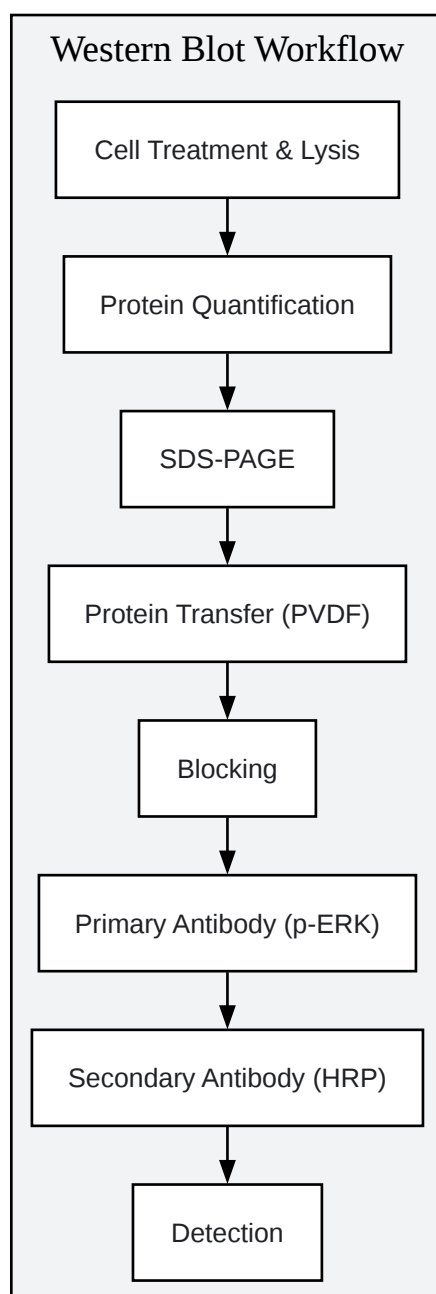 Western Blot Workflow
Cell Treatment & Lysis
Protein Quantification
SDS-PAGE
Protein Transfer (PVDF)
Blocking
Primary Antibody (p-ERK)
Secondary Antibody (HRP)
Detection